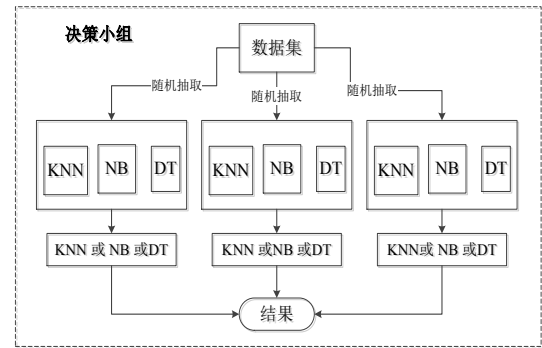 决策小组
数据集
随机抽取
随机抽取
随机抽取
KNN NB DT
KNN NB DT
KNN NB DT
KNN 或 NB 或DT
KNN 或NB 或DT
KNN或 NB 或DT
结果